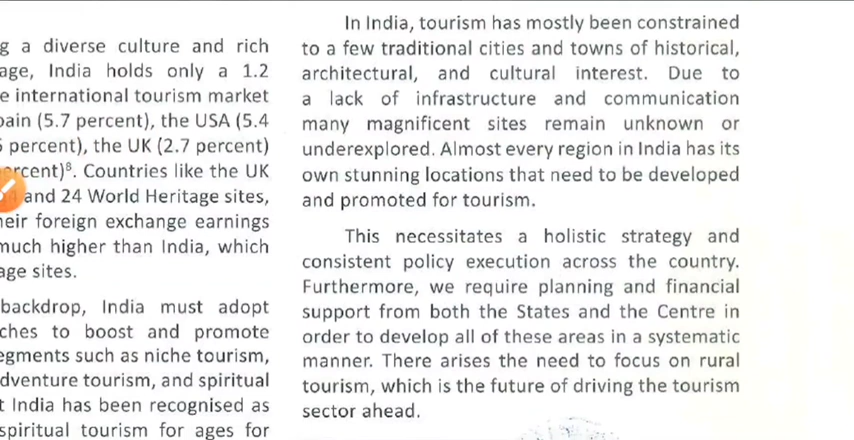 g a diverse culture and rich
age, India holds only a 1.2
e international tourism market
pain (5.7 percent), the USA (5.4
percent), the UK (2.7 percent)
ercent)⁸. Countries like the UK
and 24 World Heritage sites,
heir foreign exchange earnings
much higher than India, which
age sites.
backdrop, India must adopt
ches to boost and promote
egments such as niche tourism,
dventure tourism, and spiritual
t India has been recognised as
spiritual tourism for ages for
In India, tourism has mostly been constrained
to a few traditional cities and towns of historical,
architectural, and cultural interest. Due to
a lack of infrastructure and communication
many magnificent sites remain unknown or
underexplored. Almost every region in India has its
own stunning locations that need to be developed
and promoted for tourism.
This necessitates a holistic strategy and
consistent policy execution across the country.
Furthermore, we require planning and financial
support from both the States and the Centre in
order to develop all of these areas in a systematic
manner. There arises the need to focus on rural
tourism, which is the future of driving the tourism
sector ahead.